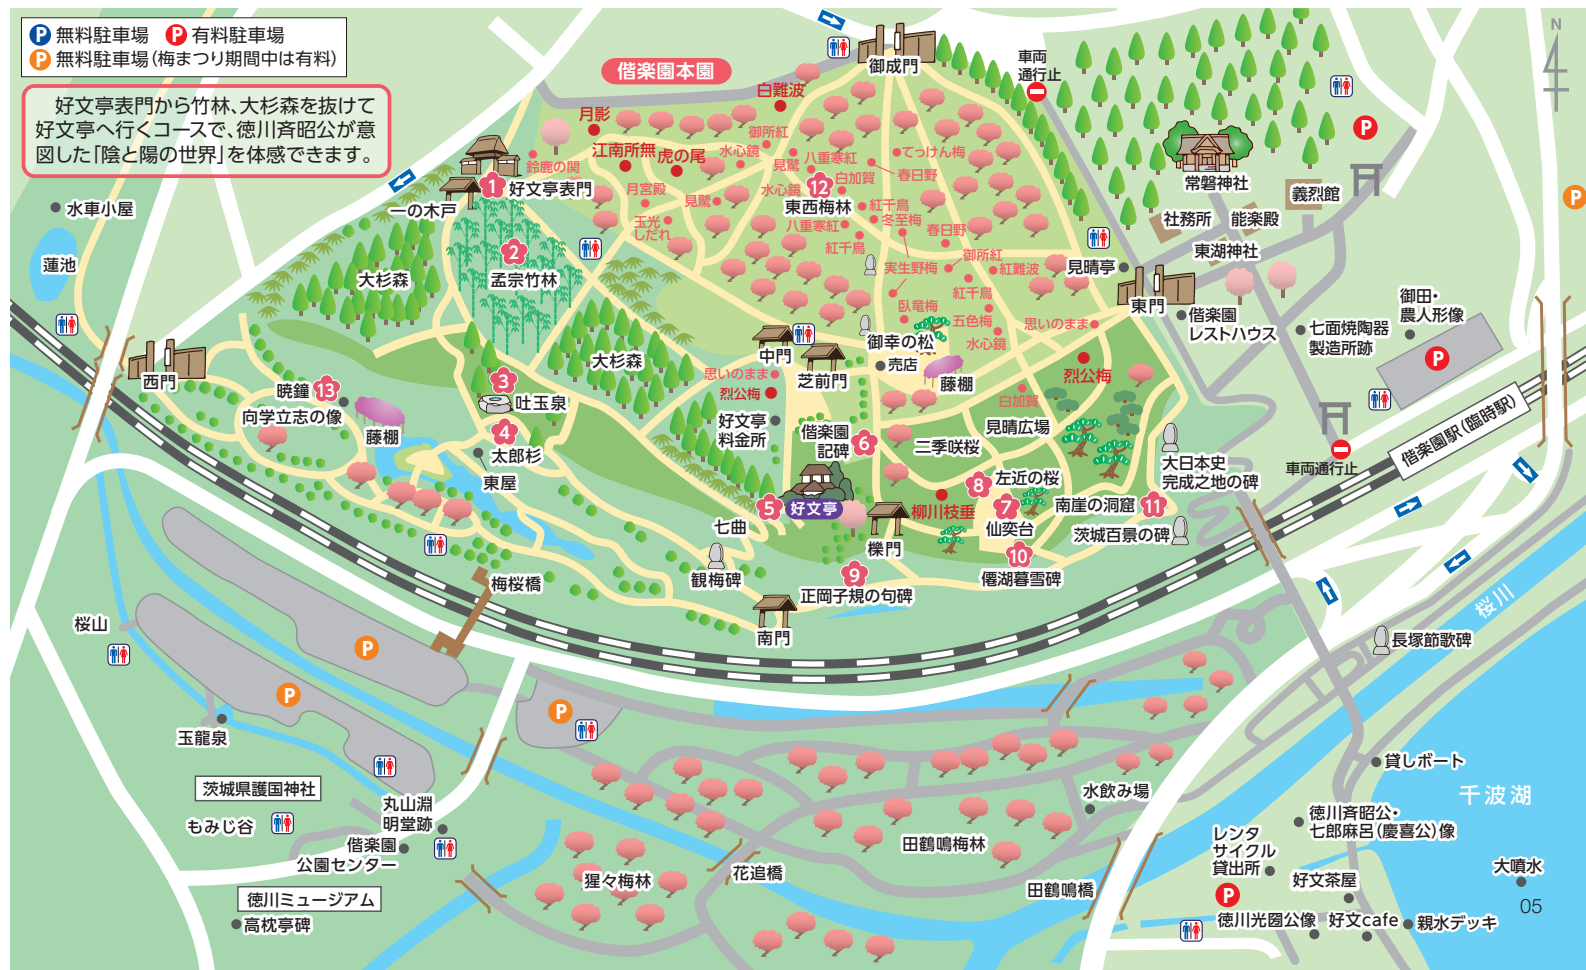 P 無料駐車場 P 有料駐車場
P 無料駐車場(梅まつり期間中は有料)
好文亭表門から竹林、大杉森を抜けて
好文亭へ行くコースで、徳川斉昭公が意
図した「陰と陽の世界」を体感できます。
偕楽園本園
御成門
車両
通行止
N
P
常磐神社
義烈館
社務所
能楽殿
東湖神社
P
水車小屋
蓮池
一の木戸
1 好文亭表門
鈴鹿の関
月影
江南所無
虎の尾
白難波
御所紅
水心鏡
見驚
八重寒紅
てっけん梅
春日野
月宮殿
見驚
水心鏡
12
白加賀
東西梅林
紅千鳥
玉光
しだれ
八重寒紅
冬至梅
春日野
紅千鳥
実生野梅
御所紅
紅難波
紅千鳥
臥竜梅
五色梅
水心鏡
思いのまま
見晴亭
東門
偕楽園
レストハウス
七面焼陶器
製造所跡
御田・
農人形像
P
大杉森
2
孟宗竹林
大杉森
中門
芝前門
御幸の松
売店
藤棚
思いのまま
烈公梅
烈公梅
白加賀
西門
暁鐘 13
向学立志の像
藤棚
3
吐玉泉
4
太郎杉
東屋
好文亭
料金所
偕楽園
記碑
6
二季咲桜
見晴広場
大日本史
完成之地の碑
車両通行止
偕楽園駅(臨時駅)
8 左近の桜
7
仙奕台
柳川枝垂
南崖の洞窟 11
茨城百景の碑
5 好文亭
七曲
櫟門
10
僊湖暮雪碑
観梅碑
9
正岡子規の句碑
南門
梅桜橋
桜山
P
P
P
玉龍泉
茨城県護国神社
もみじ谷
丸山淵
明堂跡
偕楽園
公園センター
徳川ミュージアム
高枕亭碑
猩々梅林
花追橋
田鶴鳴梅林
水飲み場
田鶴鳴橋
桜川
長塚節歌碑
貸しボート
千波湖
徳川斉昭公・
七郎麻呂(慶喜公)像
レンタ
サイクル
貸出所
P
好文茶屋
大噴水
徳川光圀公像
好文cafe
親水デッキ
05